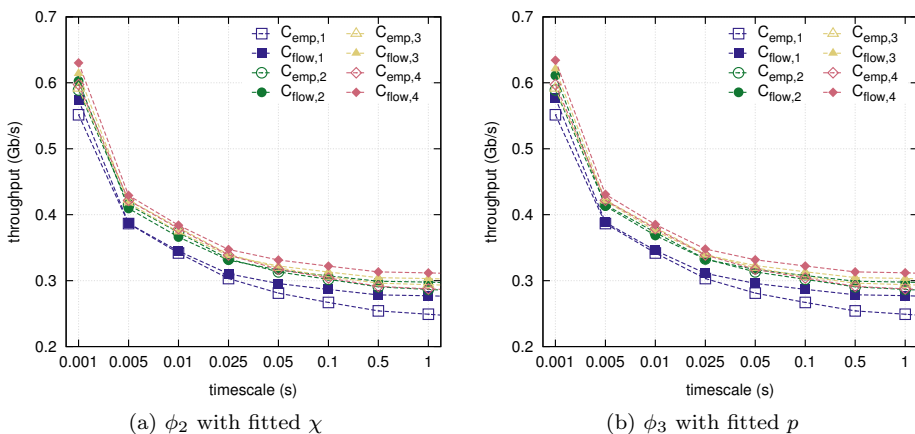 0.7
0.6
0.5
0.4
0.3
0.2
throughput (Gb/s)
C_emp,1
C_flow,1
C_emp,2
C_flow,2
C_emp,3
C_flow,3
C_emp,4
C_flow,4
0.001 0.005 0.01 0.025 0.05 0.1 0.5 1
timescale (s)
(a) ϕ₂ with fitted χ
0.7
0.6
0.5
0.4
0.3
0.2
throughput (Gb/s)
C_emp,1
C_flow,1
C_emp,2
C_flow,2
C_emp,3
C_flow,3
C_emp,4
C_flow,4
0.001 0.005 0.01 0.025 0.05 0.1 0.5 1
timescale (s)
(b) ϕ₃ with fitted p